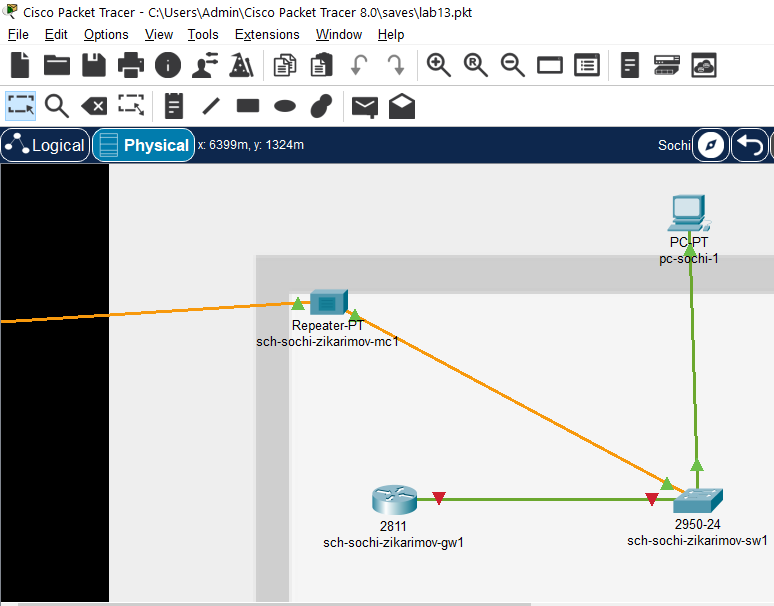 Cisco Packet Tracer - C:\Users\Admin\Cisco Packet Tracer 8.0\saves\lab13.pkt
File Edit Options View Tools Extensions Window Help
Logical Physical x: 6399m, y: 1324m Sochi
PC-PT
pc-sochi-1
Repeater-PT
sch-sochi-zikarimov-mc1
2811
sch-sochi-zikarimov-gw1
2950-24
sch-sochi-zikarimov-sw1